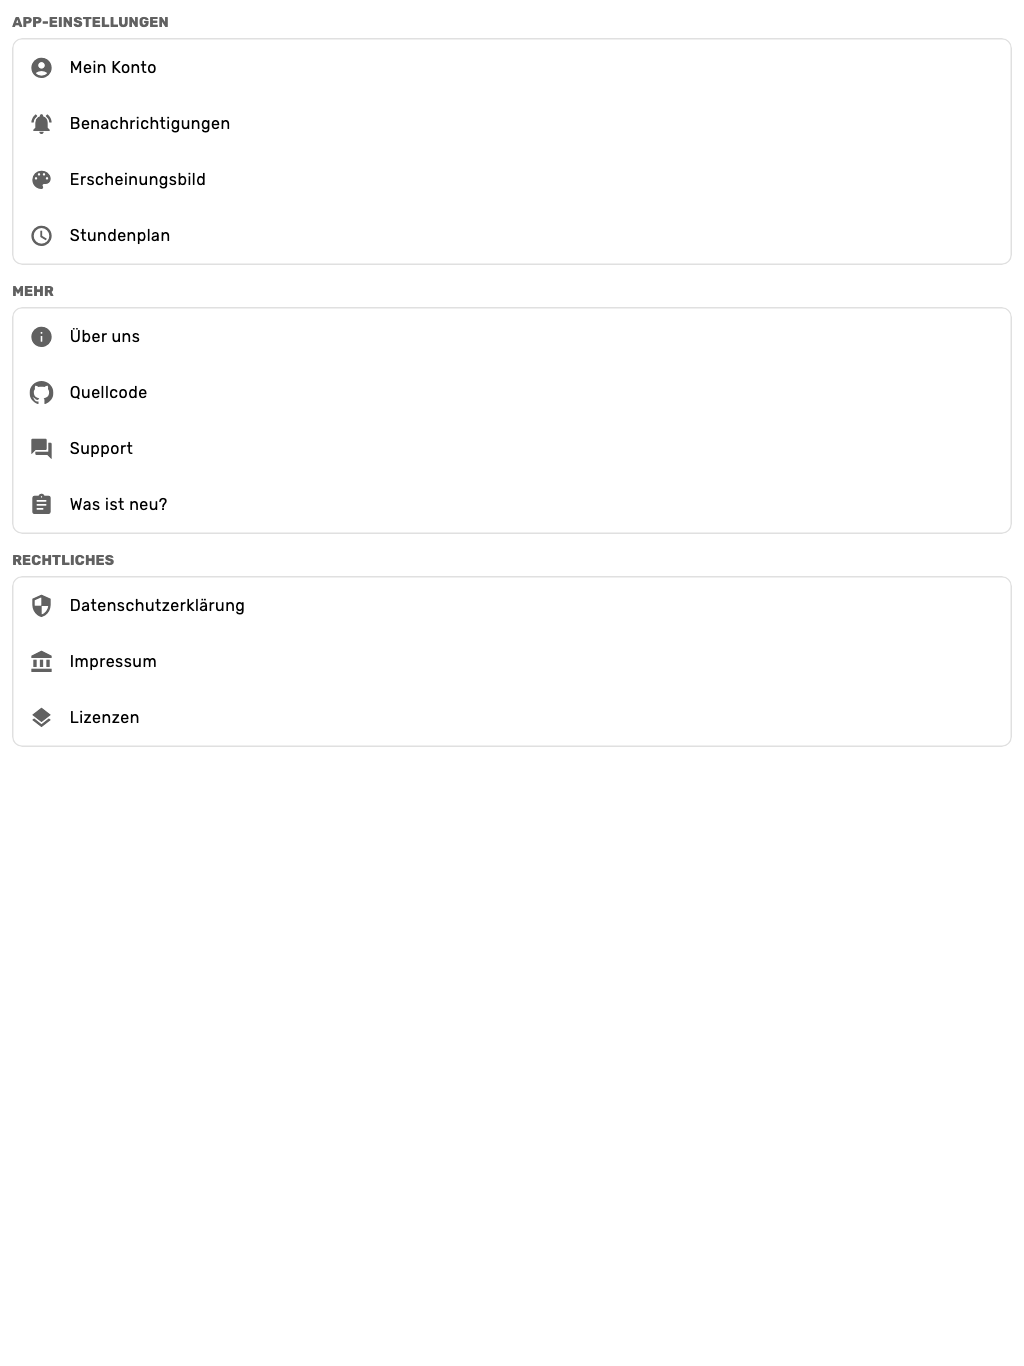 APP-EINSTELLUNGEN
Mein Konto
Benachrichtigungen
Erscheinungsbild
Stundenplan
MEHR
Über uns
Quellcode
Support
Was ist neu?
RECHTLICHES
Datenschutzerklärung
Impressum
Lizenzen